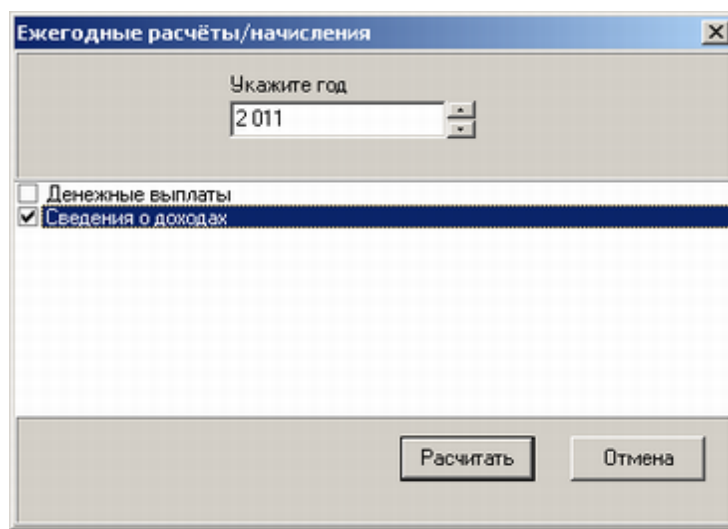 Ежегодные расчёты/начисления
Укажите год
2 011
Денежные выплаты
Сведения о доходах
Расчитать
Отмена